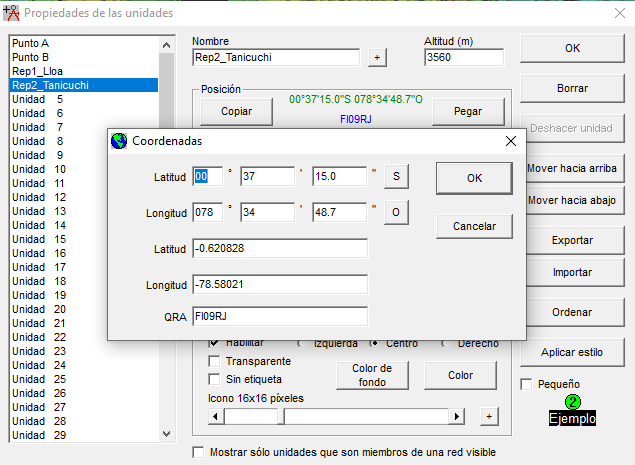 Propiedades de las unidades
Punto A
Punto B
Rep1_Lloa
Rep2_Tanicuchi
Unidad 5
Unidad 6
Unidad 7
Unidad 8
Unidad 9
Unidad 10
Unidad 11
Unidad 12
Unidad 13
Unidad 14
Unidad 15
Unidad 16
Unidad 17
Unidad 18
Unidad 19
Unidad 20
Unidad 21
Unidad 22
Unidad 23
Unidad 24
Unidad 25
Unidad 26
Unidad 27
Unidad 28
Unidad 29
Nombre
Rep2_Tanicuchi
+
Altitud (m)
3560
Posición
Copiar
00°37'15.0"S 078°34'48.7"O
FI09RJ
Pegar
Coordenadas
Latitud 00 ° 37 ' 15.0 " S
Longitud 078 ° 34 ' 48.7 " O
Latitud -0.620828
Longitud -78.58021
QRA FI09RJ
OK
Cancelar
Habilitar Izquierda Centro Derecho
Transparente
Sin etiqueta
Color de fondo
Color
Icono 16x16 píxeles
+
Mostrar sólo unidades que son miembros de una red visible
OK
Borrar
Deshacer unidad
Mover hacia arriba
Mover hacia abajo
Exportar
Importar
Ordenar
Aplicar estilo
Pequeño
2
Ejemplo